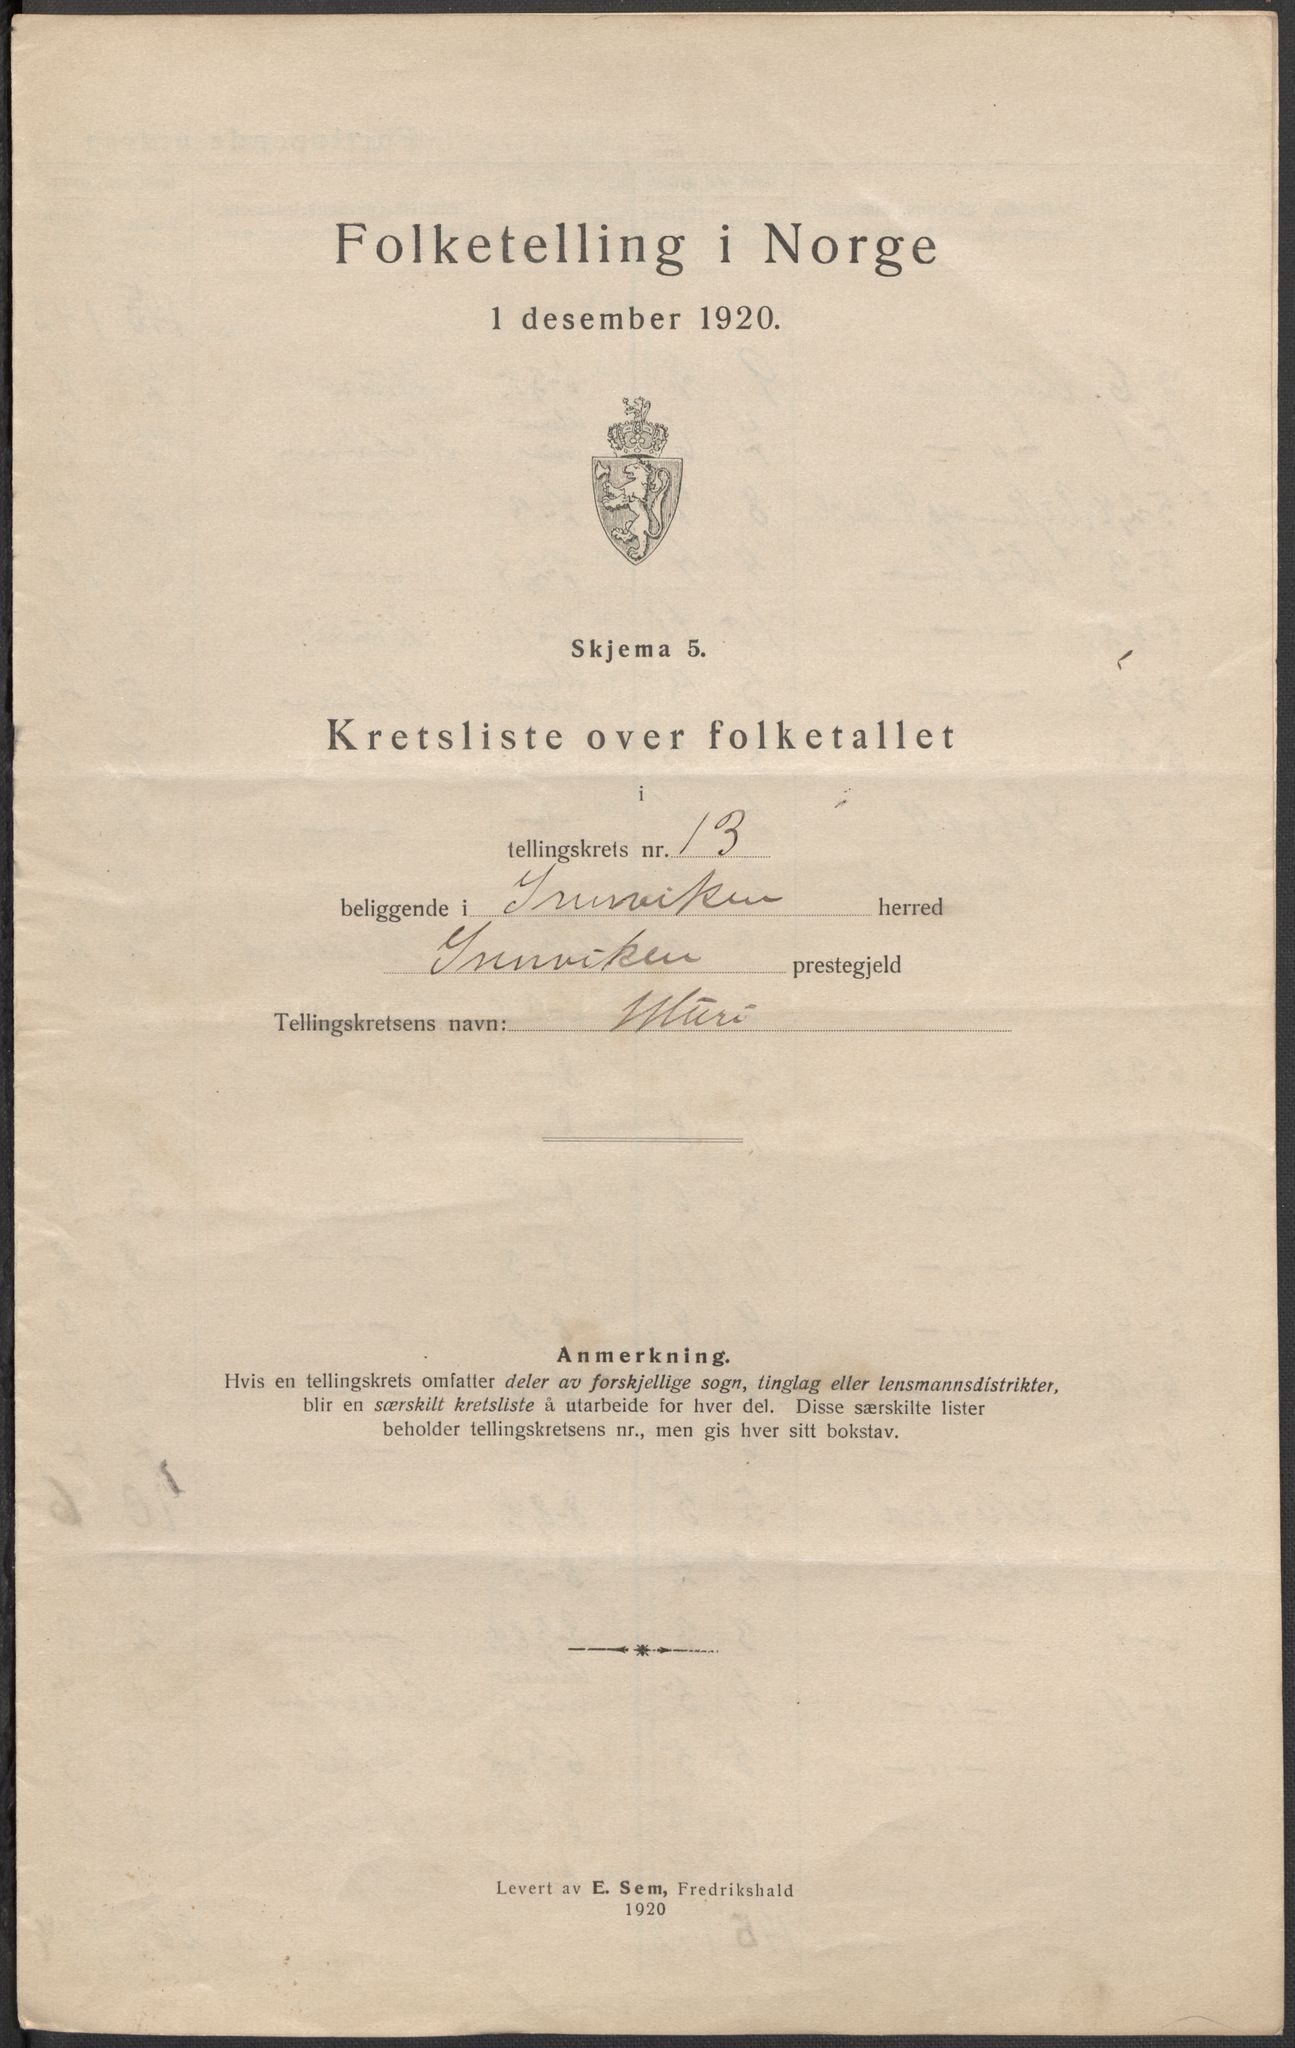 Folketelling i Norge
1 desember 1920.
Skjema 5.
Kretsliste over folketallet
i
tellingskrets nr. 13
beliggende i Innviken herred
Innviken prestegjeld
Tellingskretsens navn: Muri
Anmerkning.
Hvis en tellingskrets omfatter deler av forskjellige sogn, tinglag eller lensmannsdistrikter,
blir en særskilt kretsliste å utarbeide for hver del. Disse særskilte lister
beholder tellingskretsens nr., men gis hver sitt bokstav.
Levert av E. Sem, Fredrikshald
1920